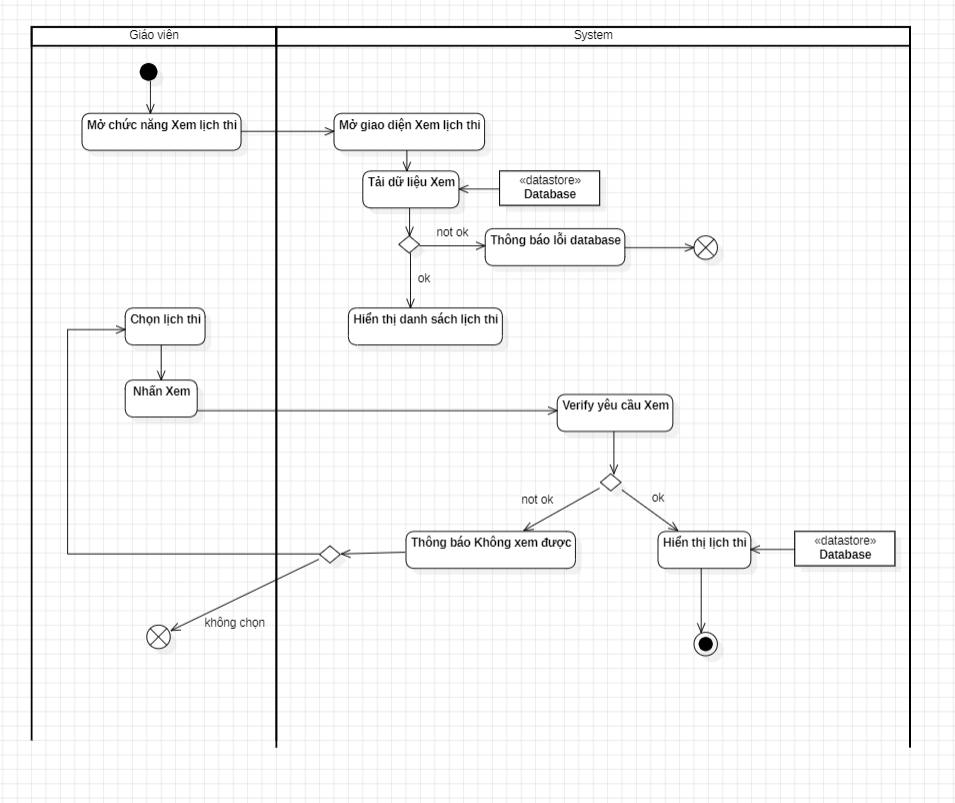 Giáo viên
System
Mở chức năng Xem lịch thi
Mở giao diện Xem lịch thi
Tải dữ liệu Xem
«datastore»
Database
not ok
Thông báo lỗi database
ok
Chọn lịch thi
Hiển thị danh sách lịch thi
Nhấn Xem
Verify yêu cầu Xem
not ok
ok
Thông báo Không xem được
Hiển thị lịch thi
«datastore»
Database
không chọn